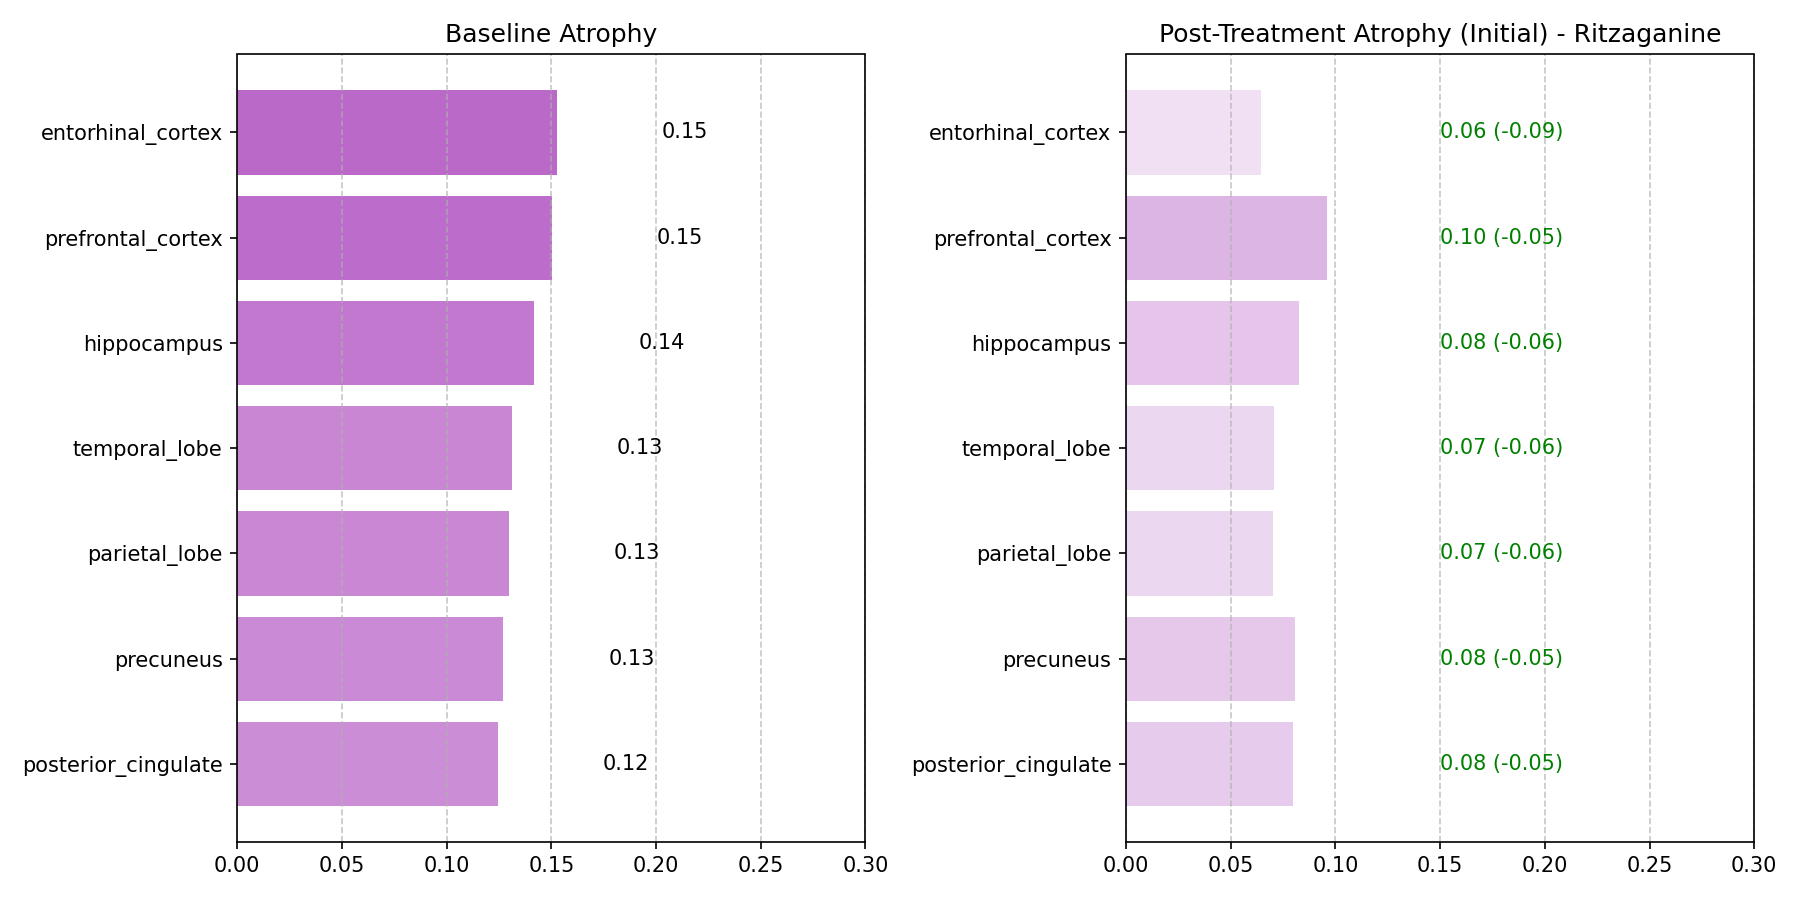 Baseline Atrophy
entorhinal_cortex 0.15
prefrontal_cortex 0.15
hippocampus 0.14
temporal_lobe 0.13
parietal_lobe 0.13
precuneus 0.13
posterior_cingulate 0.12
0.00 0.05 0.10 0.15 0.20 0.25 0.30
Post-Treatment Atrophy (Initial) - Ritzaganine
entorhinal_cortex 0.06 (-0.09)
prefrontal_cortex 0.10 (-0.05)
hippocampus 0.08 (-0.06)
temporal_lobe 0.07 (-0.06)
parietal_lobe 0.07 (-0.06)
precuneus 0.08 (-0.05)
posterior_cingulate 0.08 (-0.05)
0.00 0.05 0.10 0.15 0.20 0.25 0.30